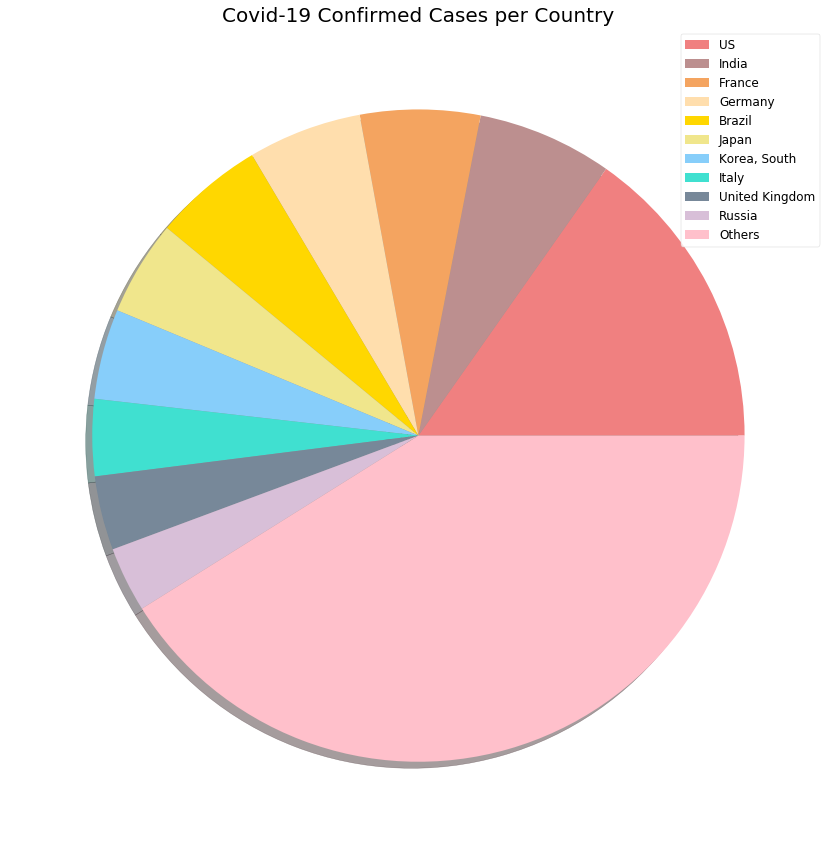 Covid-19 Confirmed Cases per Country
US
India
France
Germany
Brazil
Japan
Korea, South
Italy
United Kingdom
Russia
Others